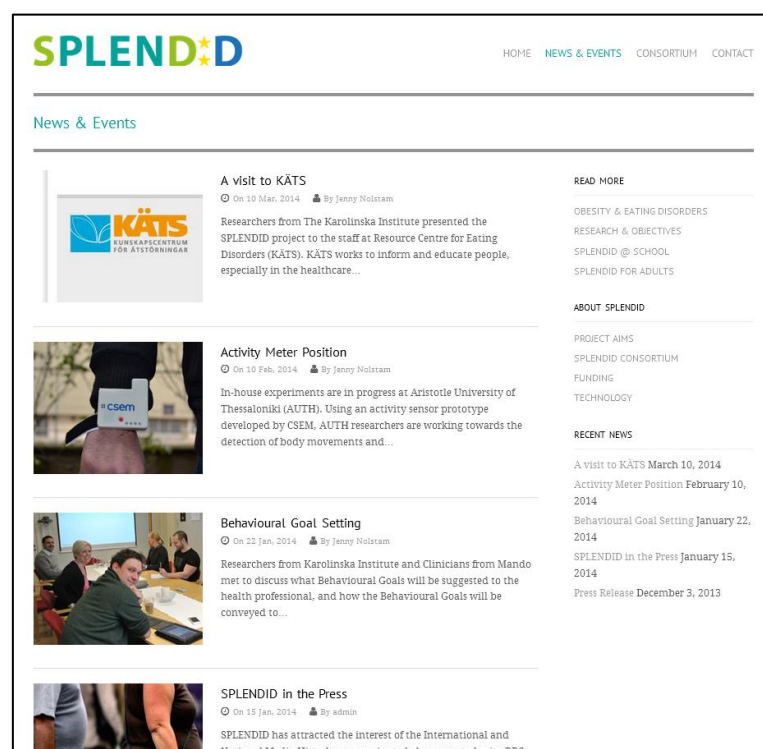 SPLENDID
HOME NEWS & EVENTS CONSORTIUM CONTACT
News & Events
KÄTS
KUNSKAPSCENTRUM
FÖR ÄTSTÖRNINGAR
A visit to KÄTS
On 10 Mar, 2014 By Jenny Nolstam
Researchers from The Karolinska Institute presented the
SPLENDID project to the staff at Resource Centre for Eating
Disorders (KÄTS). KÄTS works to inform and educate people,
especially in the healthcare...
csem
Activity Meter Position
On 10 Feb, 2014 By Jenny Nolstam
In-house experiments are in progress at Aristotle University of
Thessaloniki (AUTH). Using an activity sensor prototype
developed by CSEM, AUTH researchers are working towards the
detection of body movements and...
Behavioural Goal Setting
On 22 Jan, 2014 By Jenny Nolstam
Researchers from Karolinska Institute and Clinicians from Mando
met to discuss what Behavioural Goals will be suggested to the
health professional, and how the Behavioural Goals will be
conveyed to...
SPLENDID in the Press
On 15 Jan, 2014 By admin
SPLENDID has attracted the interest of the International and
READ MORE
OBESITY & EATING DISORDERS
RESEARCH & OBJECTIVES
SPLENDID @ SCHOOL
SPLENDID FOR ADULTS
ABOUT SPLENDID
PROJECT AIMS
SPLENDID CONSORTIUM
FUNDING
TECHNOLOGY
RECENT NEWS
A visit to KÄTS March 10, 2014
Activity Meter Position February 10,
2014
Behavioural Goal Setting January 22,
2014
SPLENDID in the Press January 15,
2014
Press Release December 3, 2013